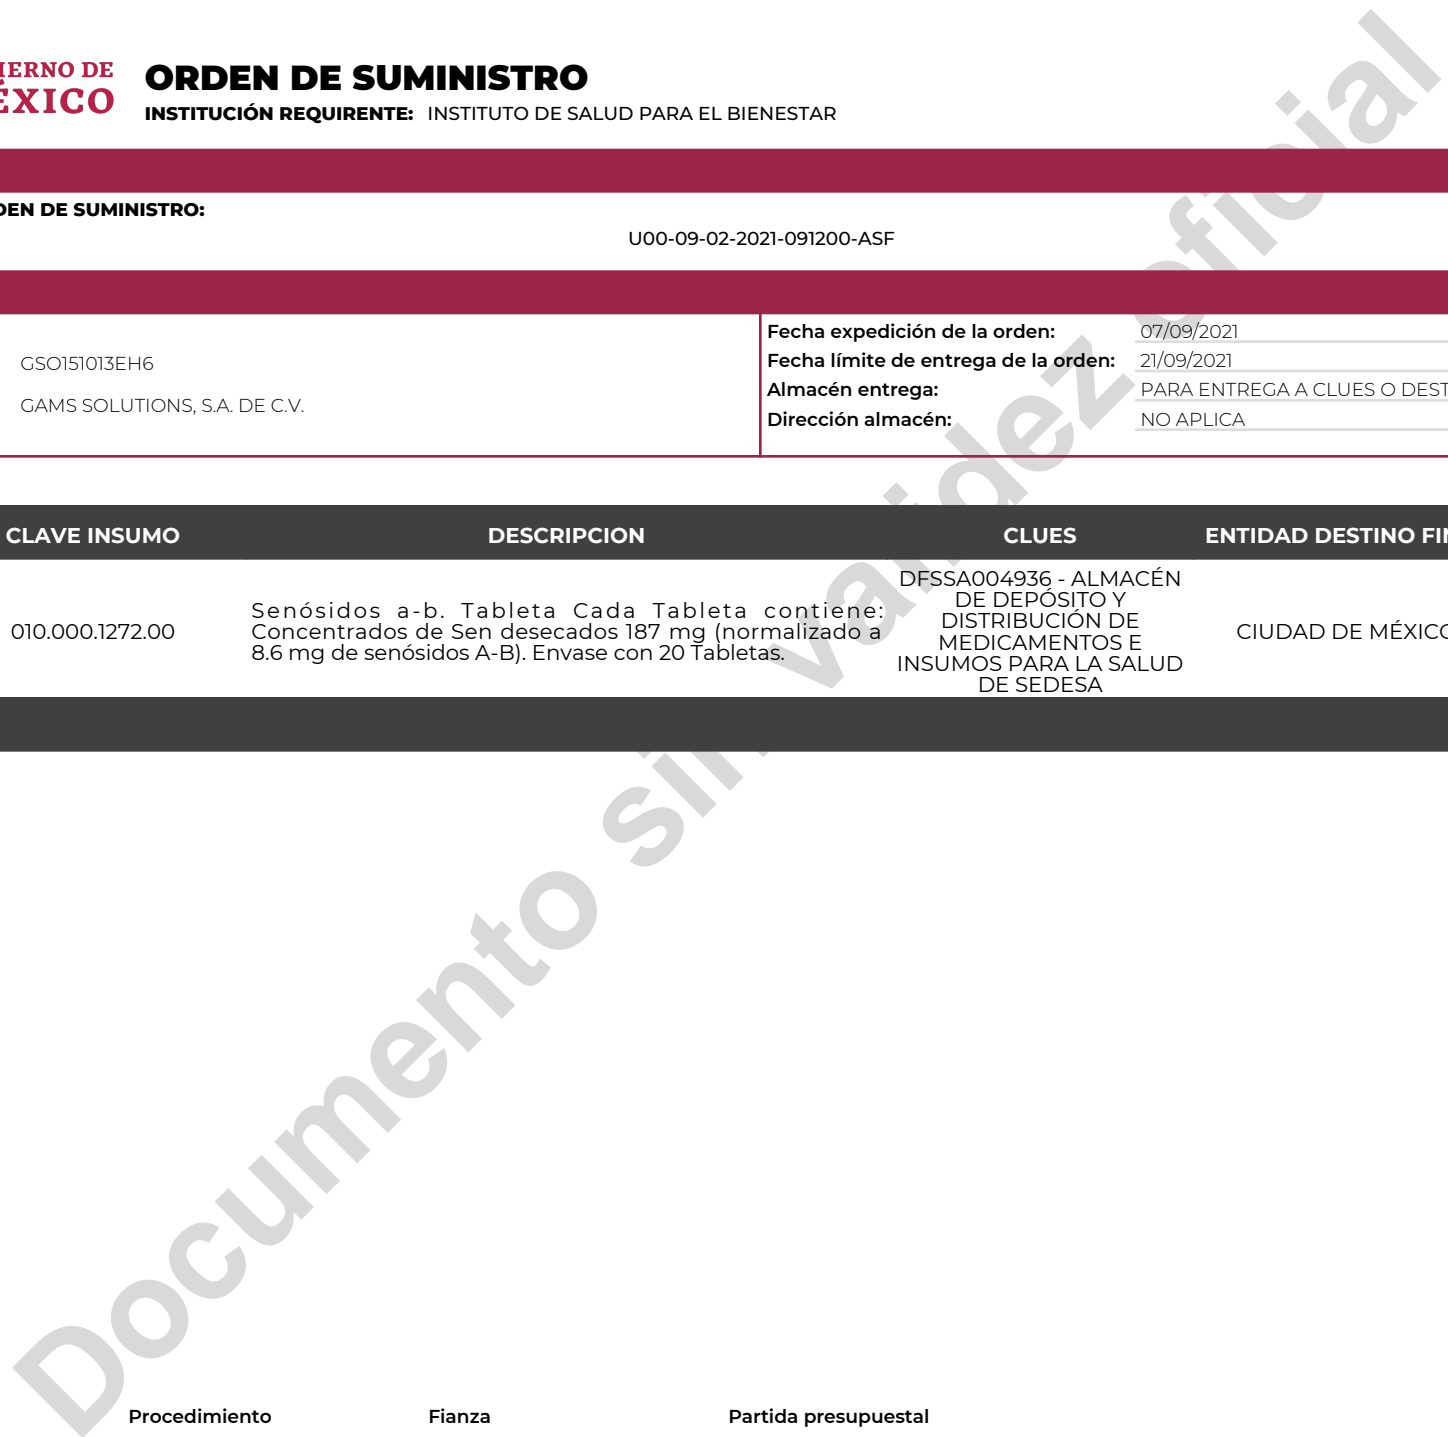 IERNO DE
ÉXICO
ORDEN DE SUMINISTRO
INSTITUCIÓN REQUIRENTE: INSTITUTO DE SALUD PARA EL BIENESTAR
DEN DE SUMINISTRO:
U00-09-02-2021-091200-ASF
GSO151013EH6
GAMS SOLUTIONS, S.A. DE C.V.
Fecha expedición de la orden: 07/09/2021
Fecha límite de entrega de la orden: 21/09/2021
Almacén entrega: PARA ENTREGA A CLUES O DEST
Dirección almacén: NO APLICA
CLAVE INSUMO DESCRIPCION CLUES ENTIDAD DESTINO FIN
010.000.1272.00
Senósidos a-b. Tableta Cada Tableta contiene:
Concentrados de Sen desecados 187 mg (normalizado a
8.6 mg de senósidos A-B). Envase con 20 Tabletas.
DFSSA004936 - ALMACÉN
DE DEPÓSITO Y
DISTRIBUCIÓN DE
MEDICAMENTOS E
INSUMOS PARA LA SALUD
DE SEDESA
CIUDAD DE MÉXICO
Documento sin validez oficial
Procedimiento Fianza Partida presupuestal